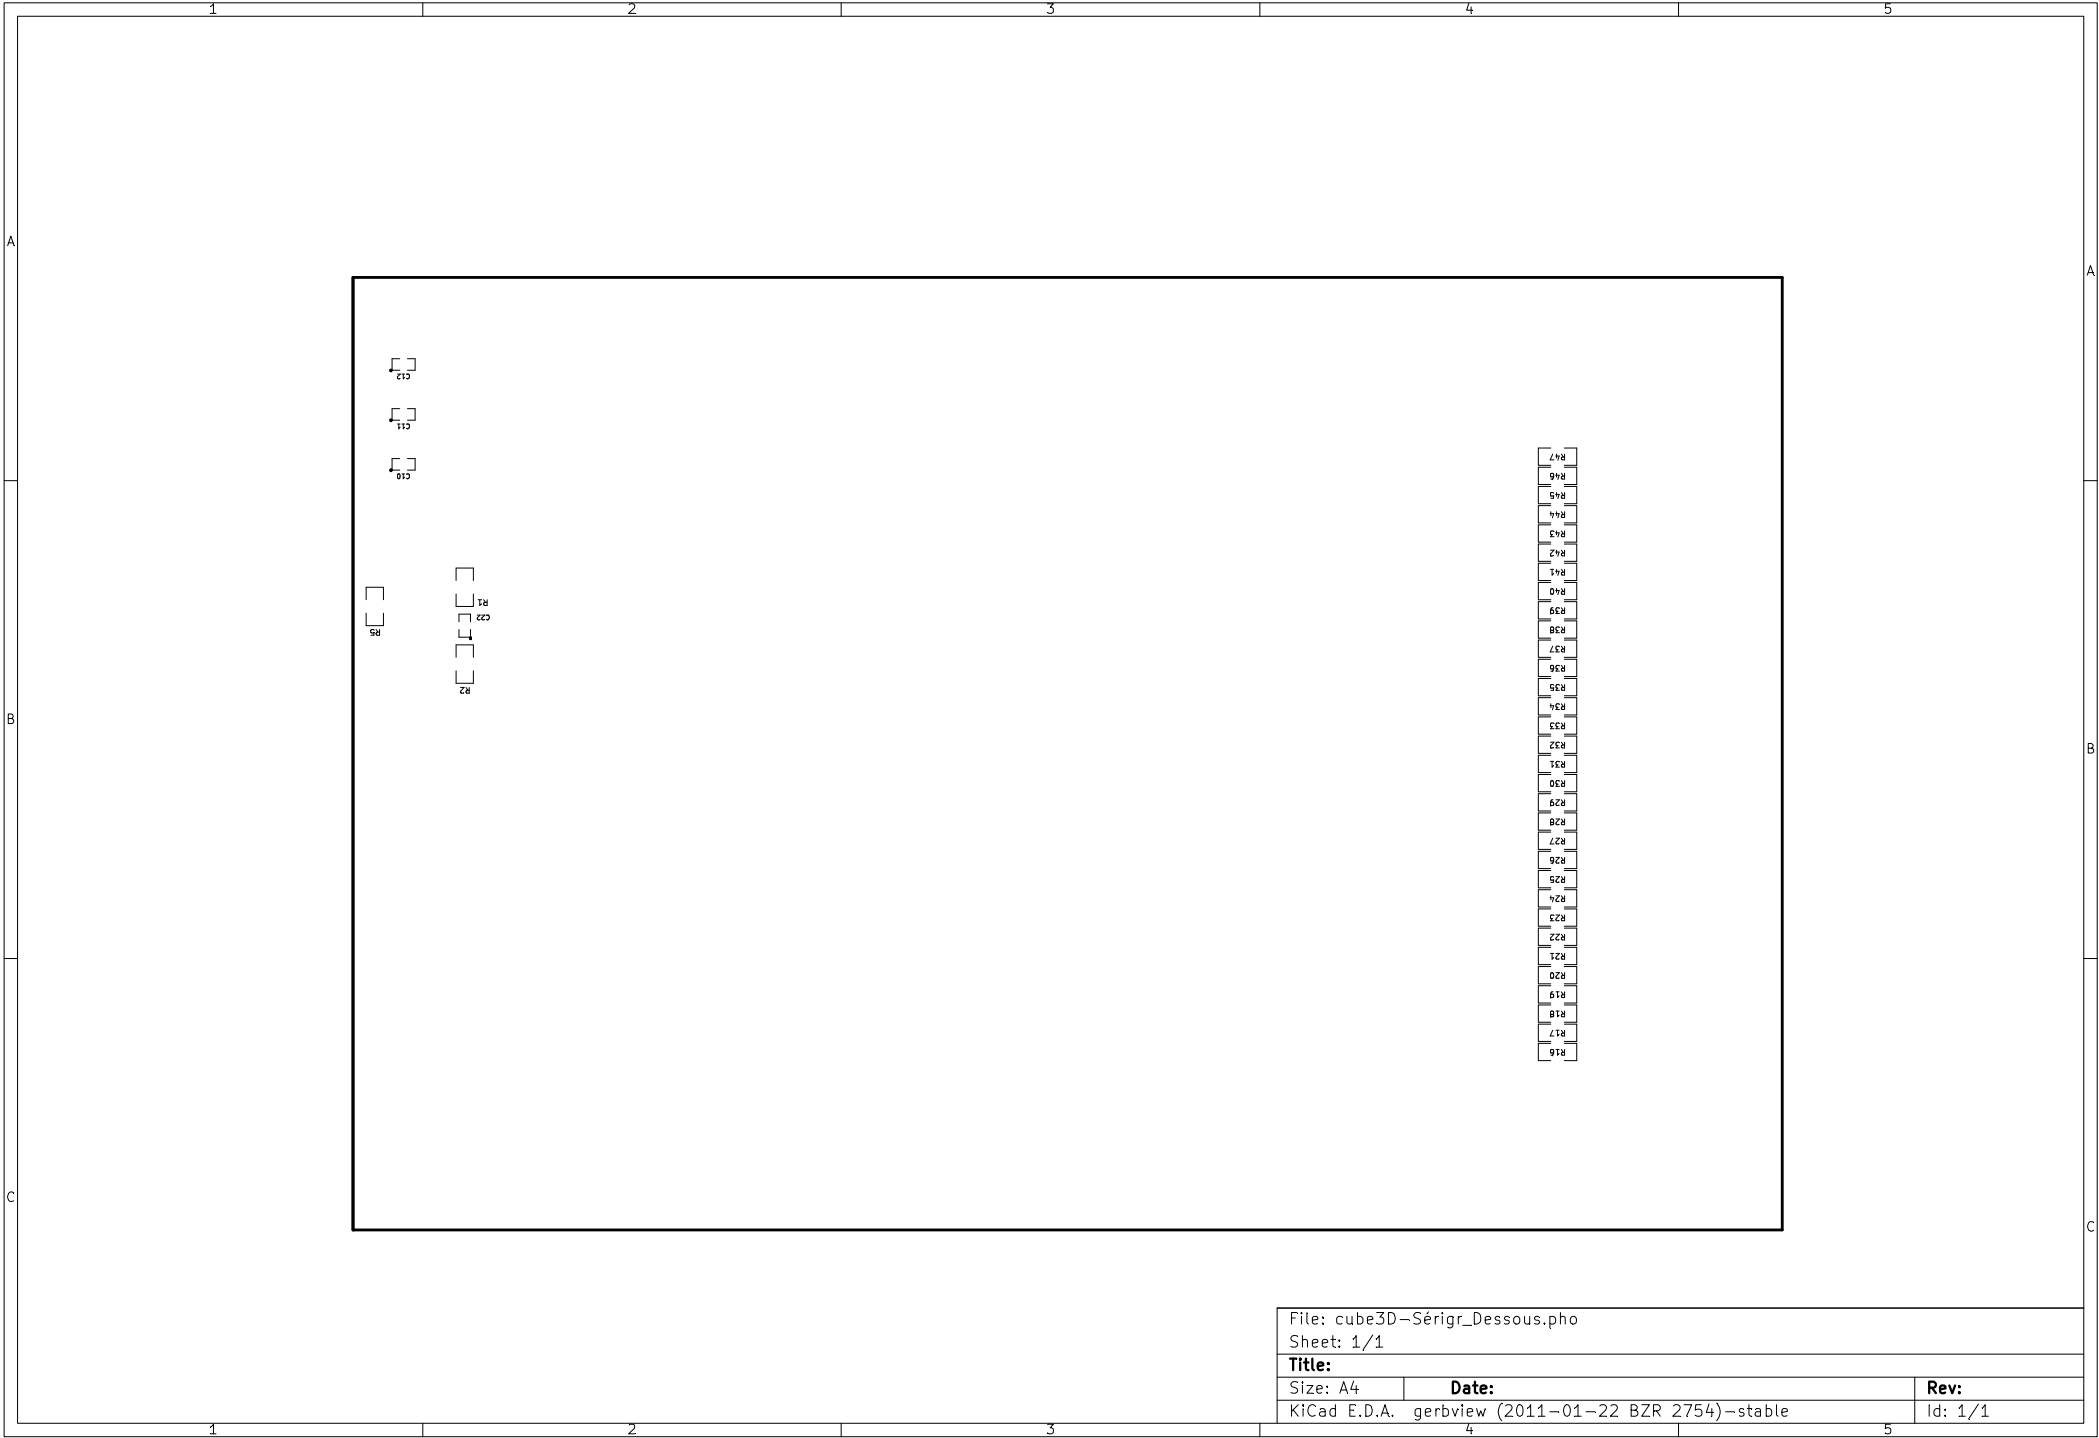 1 2 3 4 5
A
A
C12
C11
C10
R47
R46
R45
R44
R43
R42
R41
R40
R39
R38
R37
R36
R35
R34
R33
R32
R31
R30
R29
R28
R27
R26
R25
R24
R23
R22
R21
R20
R19
R18
R17
R16
R1
C22
R5
R2
B
B
C
C
File: cube3D-Sérigr_Dessous.pho
Sheet: 1/1
Title:
Size: A4 Date: Rev:
KiCad E.D.A. gerbview (2011-01-22 BZR 2754)-stable Id: 1/1
1 2 3 4 5